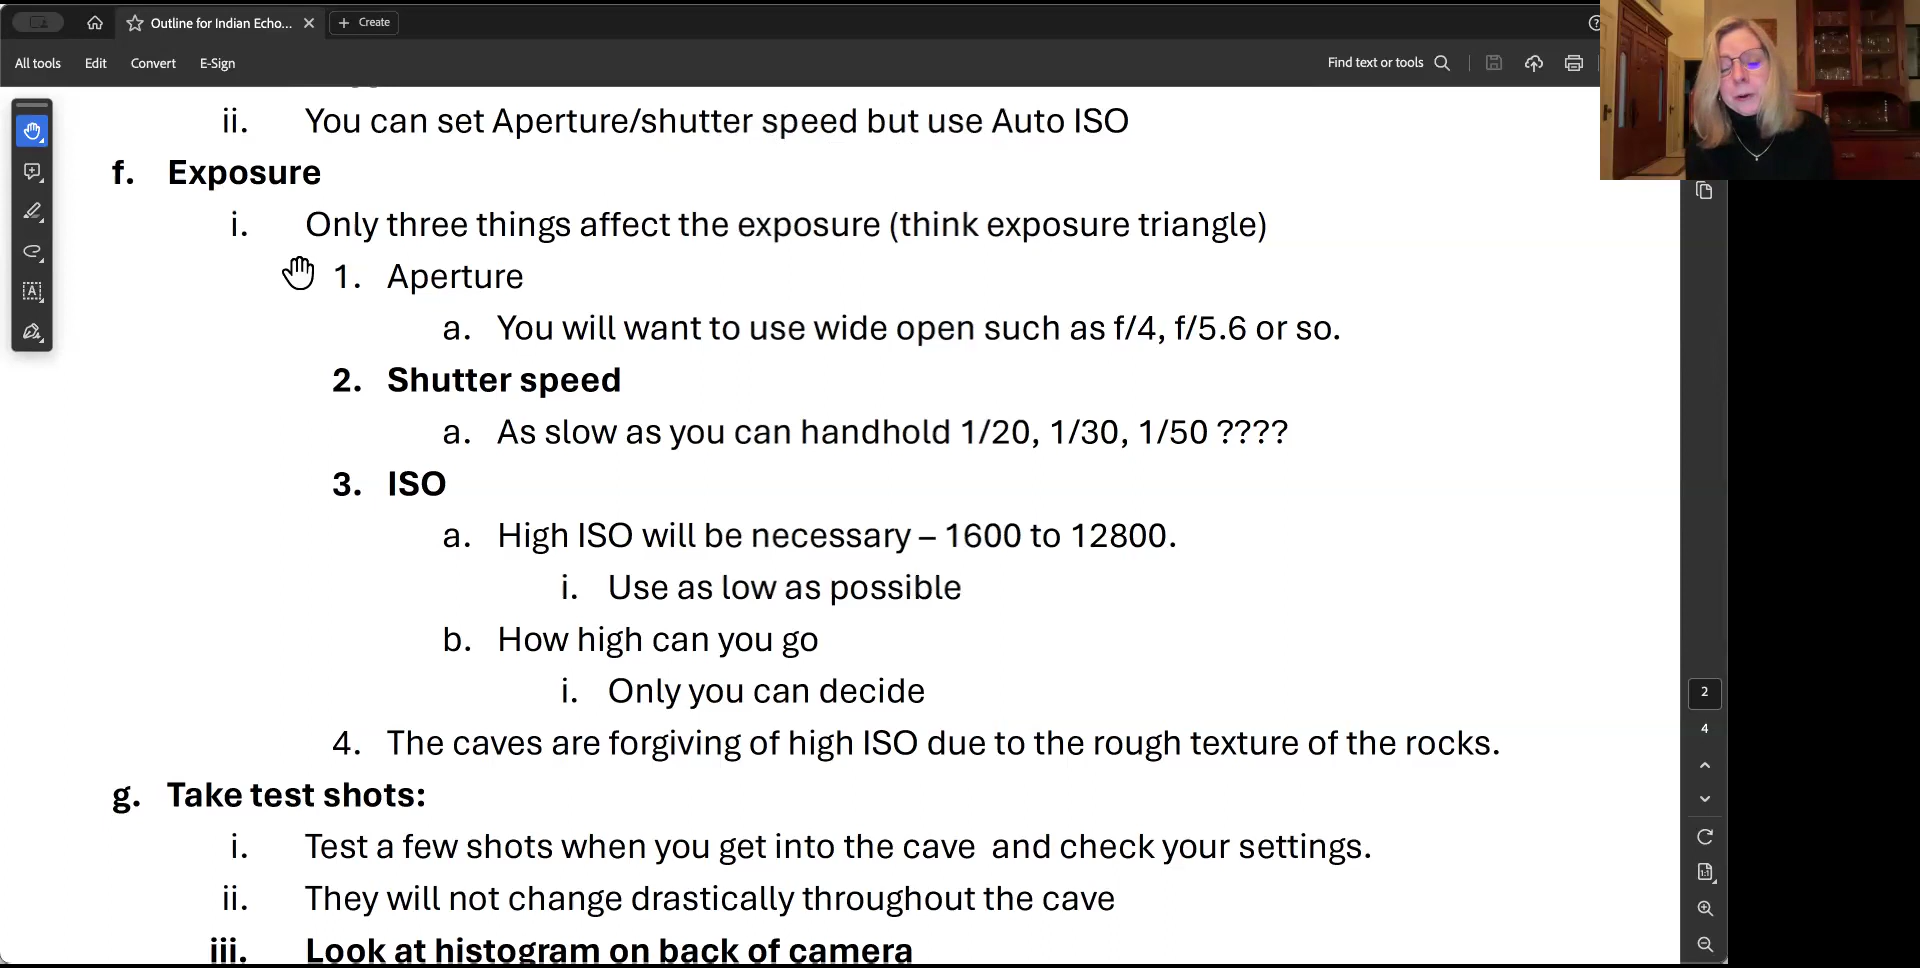 Outline for Indian Echo...
Create
All tools
Edit
Convert
E-Sign
Find text or tools
ii. You can set Aperture/shutter speed but use Auto ISO
f. Exposure
i. Only three things affect the exposure (think exposure triangle)
1. Aperture
a. You will want to use wide open such as f/4, f/5.6 or so.
2. Shutter speed
a. As slow as you can handhold 1/20, 1/30, 1/50 ????
3. ISO
a. High ISO will be necessary – 1600 to 12800.
i. Use as low as possible
b. How high can you go
i. Only you can decide
4. The caves are forgiving of high ISO due to the rough texture of the rocks.
g. Take test shots:
i. Test a few shots when you get into the cave  and check your settings.
ii. They will not change drastically throughout the cave
iii. Look at histogram on back of camera
2
4